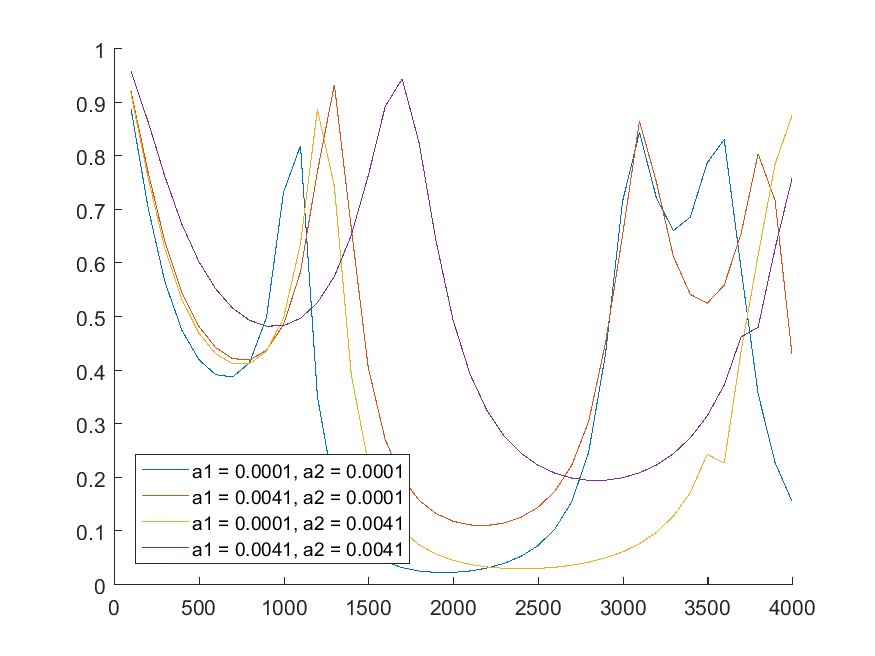 1
0.9
0.8
0.7
0.6
0.5
0.4
0.3
0.2
0.1
0
a1 = 0.0001, a2 = 0.0001
a1 = 0.0041, a2 = 0.0001
a1 = 0.0001, a2 = 0.0041
a1 = 0.0041, a2 = 0.0041
0 500 1000 1500 2000 2500 3000 3500 4000